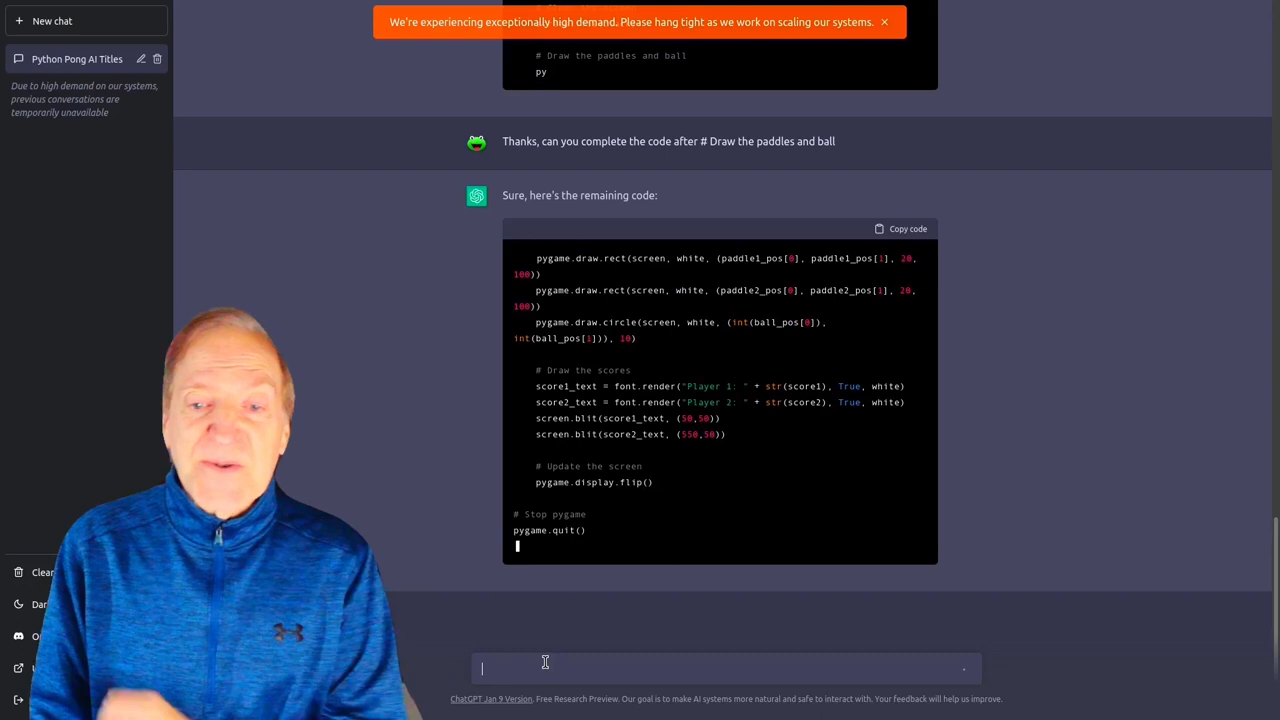 New chat
Python Pong AI Titles
Due to high demand on our systems,
previous conversations are
temporarily unavailable
We're experiencing exceptionally high demand. Please hang tight as we work on scaling our systems.
# Draw the paddles and ball
py
Thanks, can you complete the code after # Draw the paddles and ball
Sure, here's the remaining code:
Copy code
pygame.draw.rect(screen, white, (paddle1_pos[0], paddle1_pos[1], 20,
100))
pygame.draw.rect(screen, white, (paddle2_pos[0], paddle2_pos[1], 20,
100))
pygame.draw.circle(screen, white, (int(ball_pos[0]),
int(ball_pos[1])), 10)
# Draw the scores
score1_text = font.render("Player 1: " + str(score1), True, white)
score2_text = font.render("Player 2: " + str(score2), True, white)
screen.blit(score1_text, (50,50))
screen.blit(score2_text, (550,50))
# Update the screen
pygame.display.flip()
# Stop pygame
pygame.quit()
Clear
ChatGPT Jan 9 Version. Free Research Preview. Our goal is to make AI systems more natural and safe to interact with. Your feedback will help us improve.